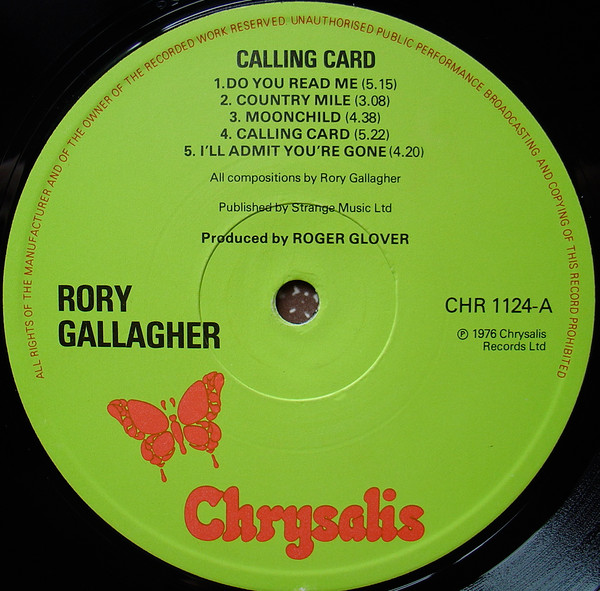 ALL RIGHTS OF THE MANUFACTURER AND OF THE OWNER OF THE RECORDED WORK RESERVED UNAUTHORISED PUBLIC PERFORMANCE BROADCASTING AND COPYING OF THIS RECORD PROHIBITED
CALLING CARD
1.DO YOU READ ME (5.15)
2. COUNTRY MILE (3.08)
3. MOONCHILD (4.38)
4. CALLING CARD (5.22)
5. I'LL ADMIT YOU'RE GONE (4.20)
All compositions by Rory Gallagher
Published by Strange Music Ltd
Produced by ROGER GLOVER
RORY
GALLAGHER
CHR 1124-A
℗ 1976 Chrysalis
Records Ltd
Chrysalis